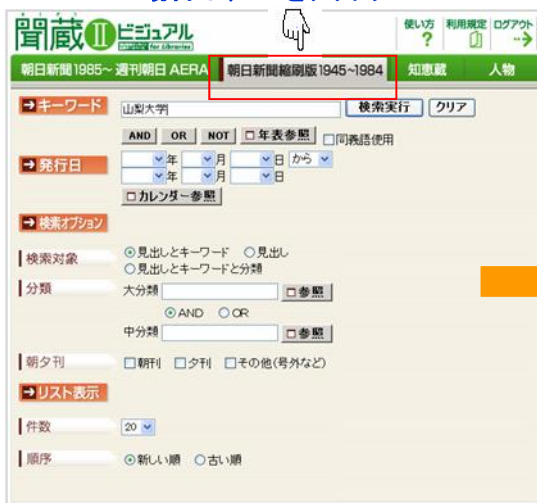 聞蔵Ⅱビジュアル
for Libraries
使い方 利用規定 ログアウト
?
朝日新聞1985~ 週刊朝日 AERA 朝日新聞縮刷版1945~1984 知恵蔵 人物
キーワード 山梨大学 検索実行 クリア
AND OR NOT 年表参照 同義語使用
発行日 年 月 日 から
年 月 日
カレンダー参照
検索オプション
検索対象 見出しとキーワード 見出し
見出しとキーワードと分類
分類 大分類 参照
AND OR
中分類 参照
朝夕刊 朝刊 夕刊 その他(号外など)
リスト表示
件数 20
順序 新しい順 古い順